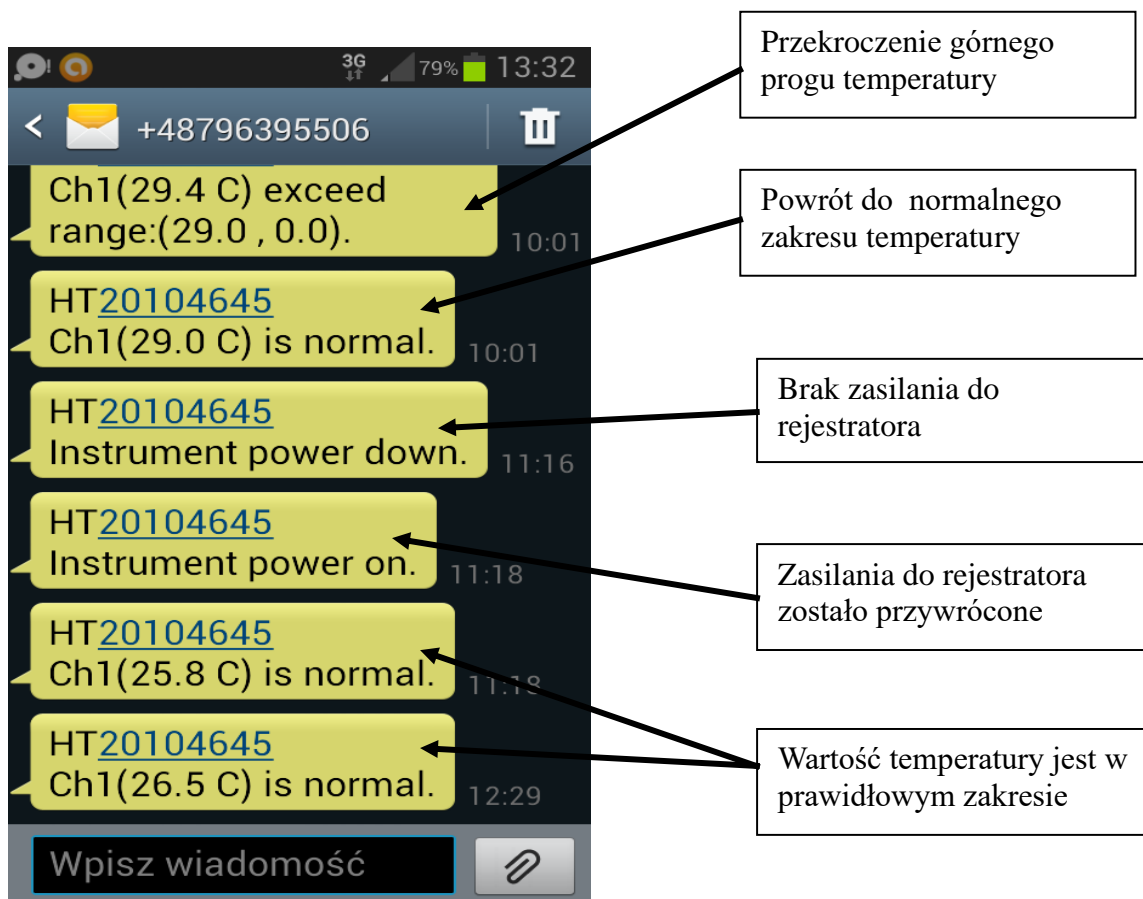 3G 79% 13:32
< +48796395506
Ch1(29.4 C) exceed
range:(29.0 , 0.0).
10:01
HT20104645
Ch1(29.0 C) is normal.
10:01
HT20104645
Instrument power down.
11:16
HT20104645
Instrument power on.
11:18
HT20104645
Ch1(25.8 C) is normal.
11:18
HT20104645
Ch1(26.5 C) is normal.
12:29
Wpisz wiadomość
Przekroczenie górnego
progu temperatury
Powrót do normalnego
zakresu temperatury
Brak zasilania do
rejestratora
Zasilania do rejestratora
zostało przywrócone
Wartość temperatury jest w
prawidłowym zakresie